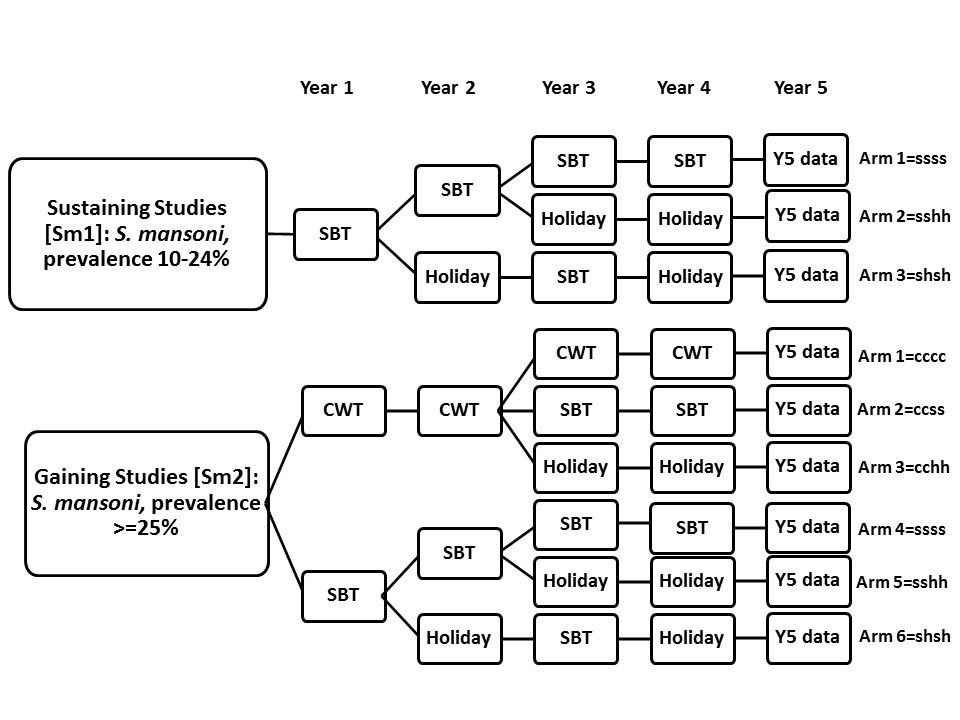 Year 1 Year 2 Year 3 Year 4 Year 5
SBT SBT Y5 data Arm 1=ssss
SBT
Sustaining Studies
[Sm1]: S. mansoni,
prevalence 10-24%
SBT
Holiday Holiday Y5 data Arm 2=sshh
Holiday SBT Holiday Y5 data Arm 3=shsh
CWT CWT Y5 data Arm 1=cccc
CWT CWT SBT SBT Y5 data Arm 2=ccss
Holiday Holiday Y5 data Arm 3=cchh
Gaining Studies [Sm2]:
S. mansoni, prevalence
>=25%
SBT SBT Y5 data Arm 4=ssss
SBT
Holiday Holiday Y5 data Arm 5=sshh
SBT
Holiday SBT Holiday Y5 data Arm 6=shsh